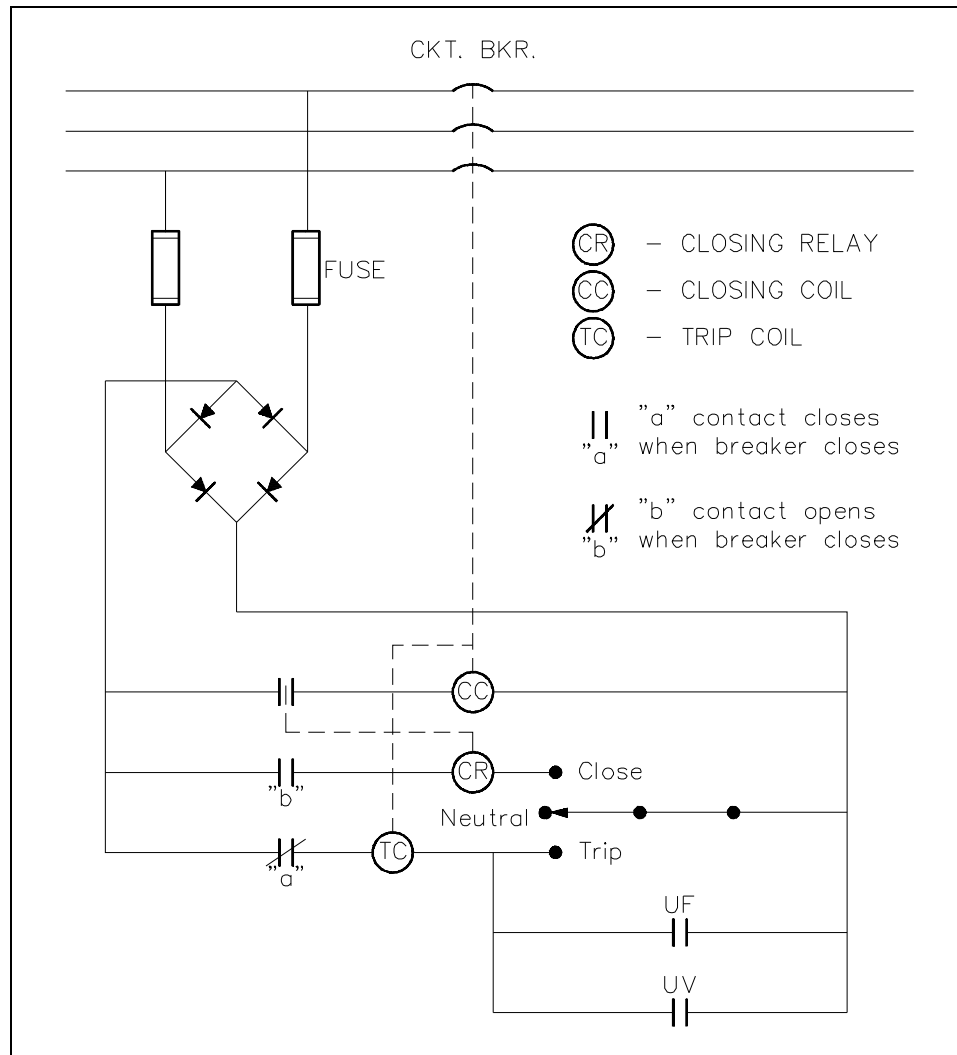 CKT. BKR.
FUSE
CR – CLOSING RELAY
CC – CLOSING COIL
TC – TRIP COIL
"a" contact closes
"a" when breaker closes
"b" contact opens
"b" when breaker closes
CC
CR
Close
"b"
Neutral
TC
Trip
"a"
UF
UV